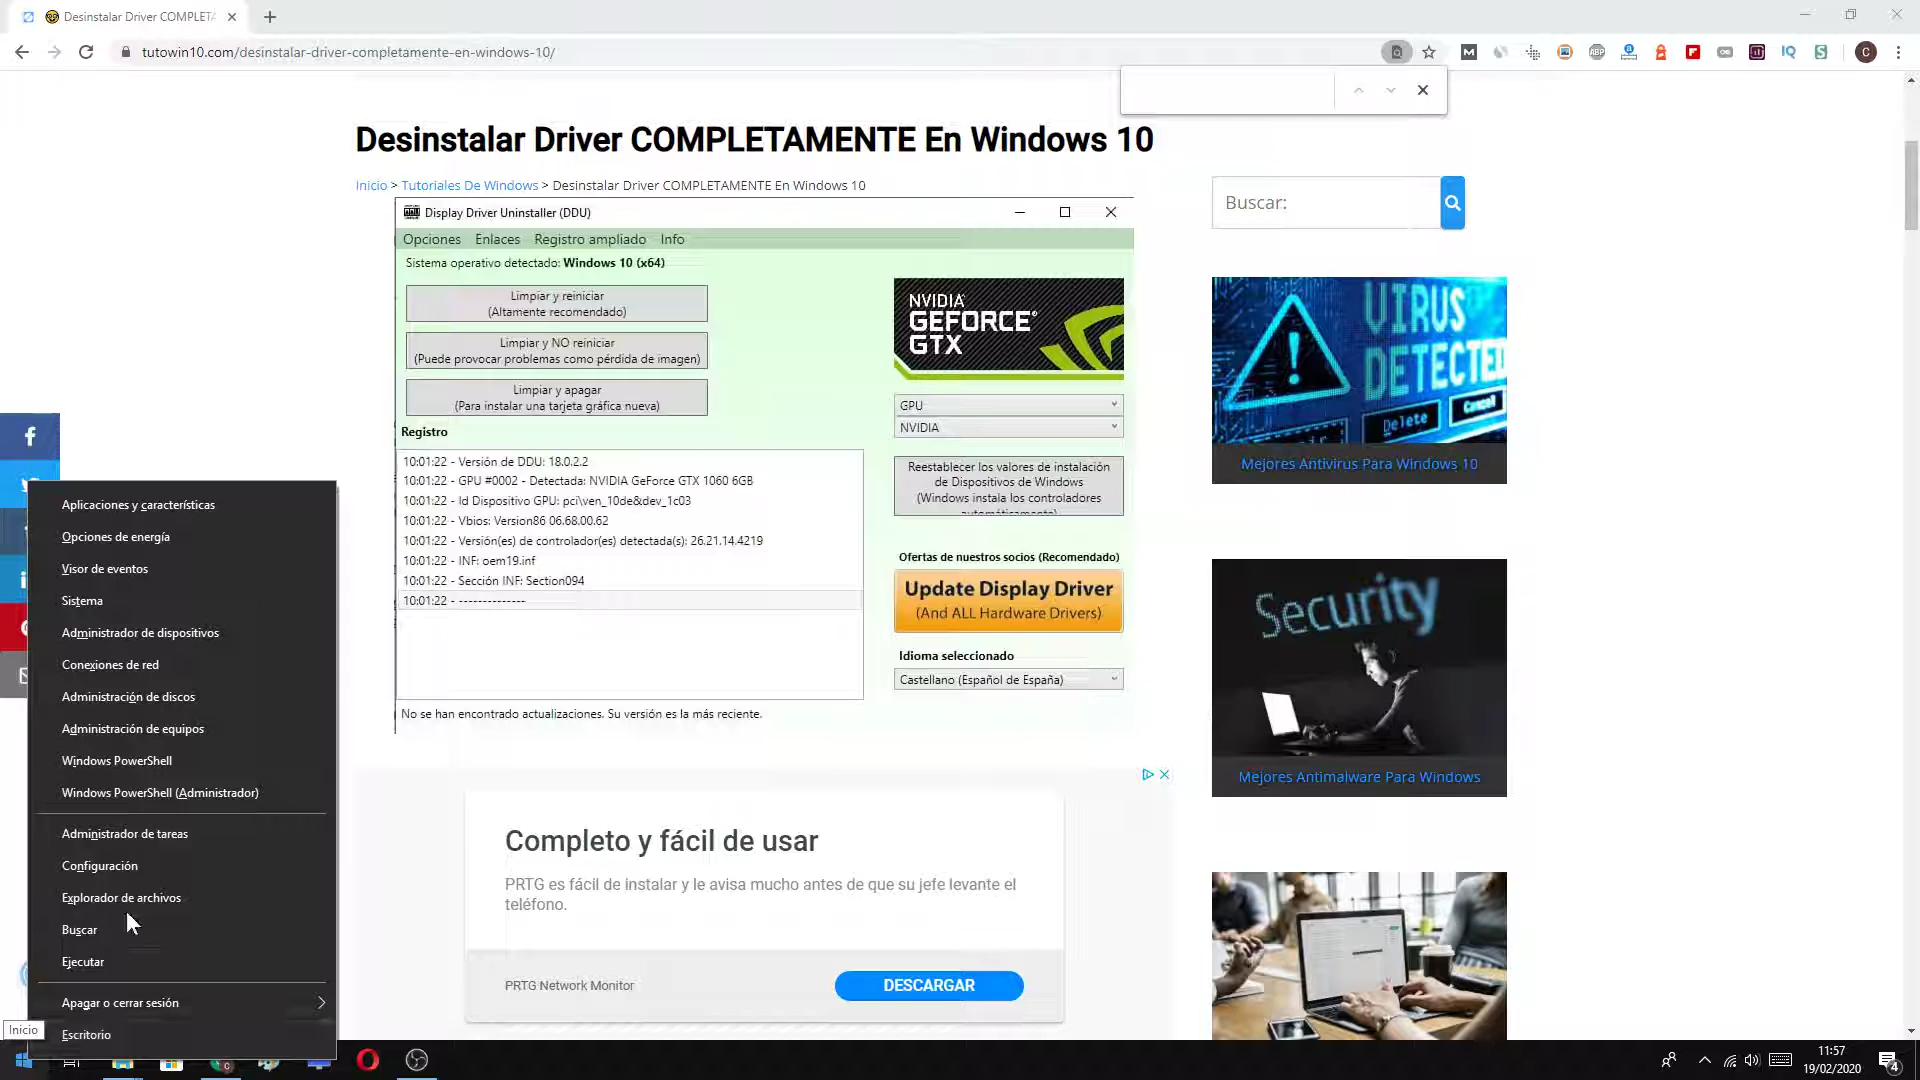 Desinstalar Driver COMPLETA
tutowin10.com/desinstalar-driver-completamente-en-windows-10/
M
ABP
IQ
S
C
Desinstalar Driver COMPLETAMENTE En Windows 10
Inicio > Tutoriales De Windows > Desinstalar Driver COMPLETAMENTE En Windows 10
Buscar:
Display Driver Uninstaller (DDU)
Opciones Enlaces Registro ampliado Info
Sistema operativo detectado: Windows 10 (x64)
Limpiar y reiniciar
(Altamente recomendado)
Limpiar y NO reiniciar
(Puede provocar problemas como pérdida de imagen)
Limpiar y apagar
(Para instalar una tarjeta gráfica nueva)
NVIDIA
GEFORCE®
GTX
GPU
NVIDIA
Registro
10:01:22 - Versión de DDU: 18.0.2.2
10:01:22 - GPU #0002 - Detectada: NVIDIA GeForce GTX 1060 6GB
10:01:22 - Id Dispositivo GPU: pci\ven_10de&dev_1c03
10:01:22 - Vbios: Version86 06.68.00.62
10:01:22 - Versión(es) de controlador(es) detectada(s): 26.21.14.4219
10:01:22 - INF: oem19.inf
10:01:22 - Sección INF: Section094
10:01:22 - --------------
Reestablecer los valores de instalación
de Dispositivos de Windows
(Windows instala los controladores
automáticamente)
Ofertas de nuestros socios (Recomendado)
Update Display Driver
(And ALL Hardware Drivers)
Idioma seleccionado
Castellano (Español de España)
No se han encontrado actualizaciones. Su versión es la más reciente.
VIRUS
DETECTED
Delete
Cancel
Mejores Antivirus Para Windows 10
Security
Mejores Antimalware Para Windows
Completo y fácil de usar
PRTG es fácil de instalar y le avisa mucho antes de que su jefe levante el
teléfono.
PRTG Network Monitor
DESCARGAR
Aplicaciones y características
Opciones de energía
Visor de eventos
Sistema
Administrador de dispositivos
Conexiones de red
Administración de discos
Administración de equipos
Windows PowerShell
Windows PowerShell (Administrador)
Administrador de tareas
Configuración
Explorador de archivos
Buscar
Ejecutar
Apagar o cerrar sesión
Escritorio
Inicio
11:57
19/02/2020
4